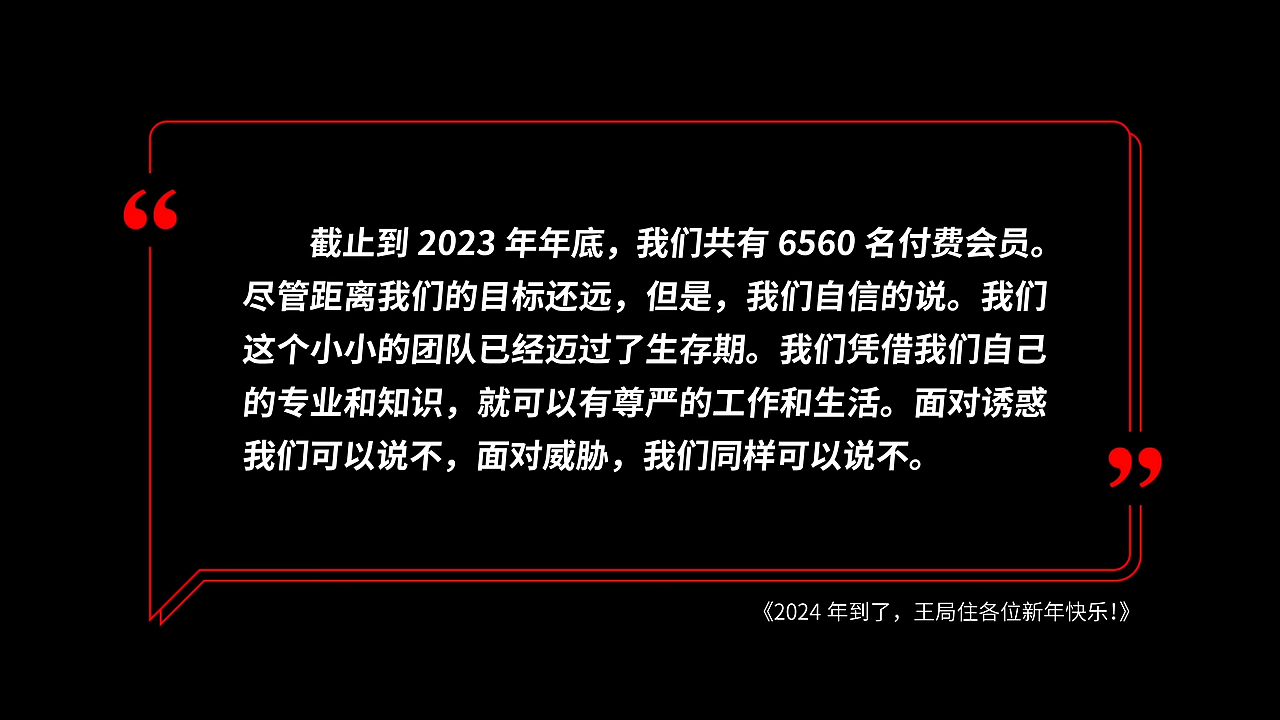 “
截止到 2023 年年底，我们共有 6560 名付费会员。
尽管距离我们的目标还远，但是，我们自信的说。我们
这个小小的团队已经迈过了生存期。我们凭借我们自己
的专业和知识，就可以有尊严的工作和生活。面对诱惑
我们可以说不，面对威胁，我们同样可以说不。
”
《2024 年到了，王局住各位新年快乐！》